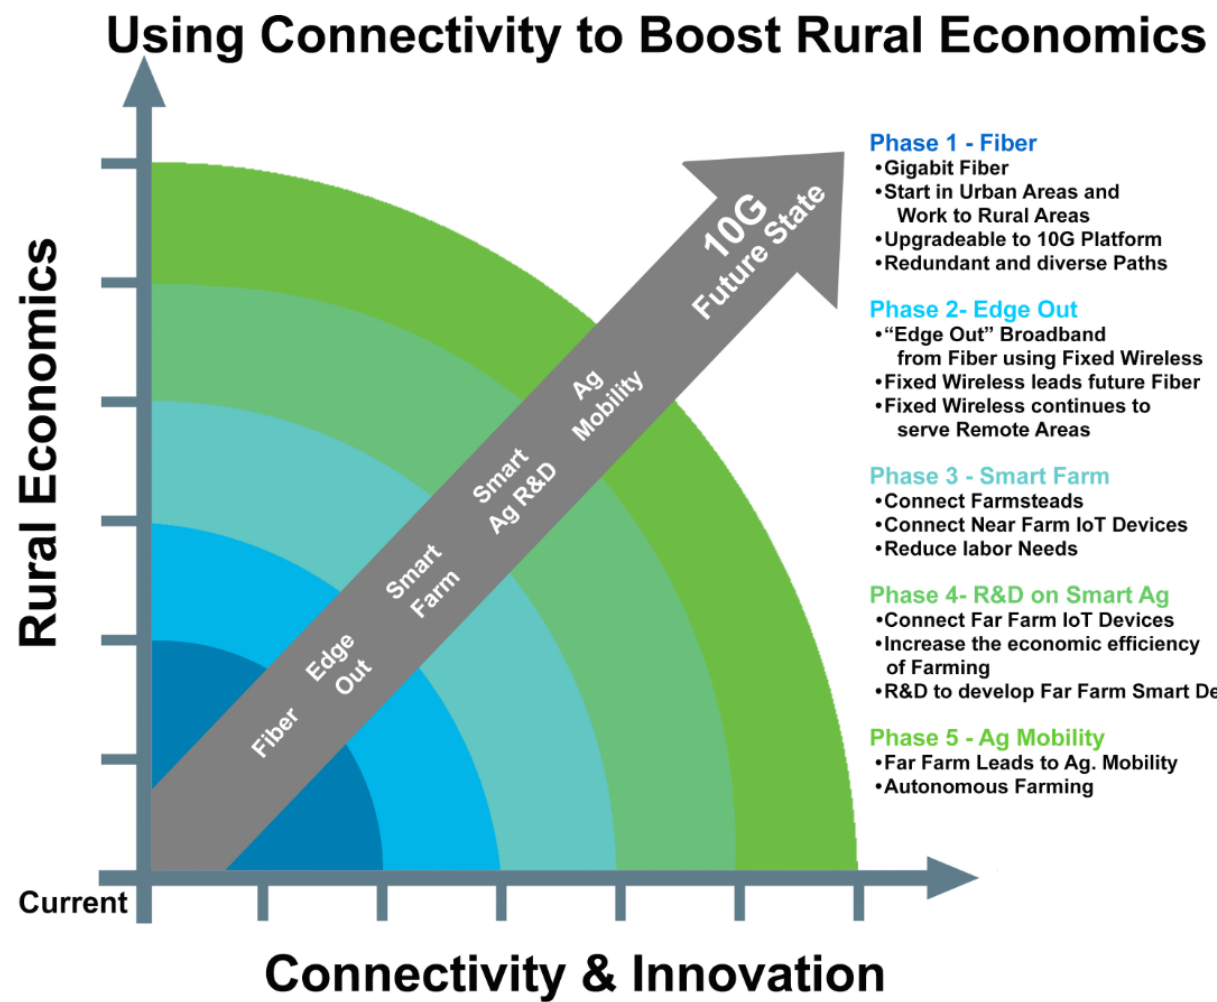 Using Connectivity to Boost Rural Economics
Rural Economics
10G
Future State
Ag
Mobility
Smart
Ag R&D
Smart
Farm
Edge
Out
Fiber
Current
Connectivity & Innovation
Phase 1 - Fiber
•Gigabit Fiber
•Start in Urban Areas and
Work to Rural Areas
•Upgradeable to 10G Platform
•Redundant and diverse Paths
Phase 2- Edge Out
•“Edge Out” Broadband
from Fiber using Fixed Wireless
•Fixed Wireless leads future Fiber
•Fixed Wireless continues to
serve Remote Areas
Phase 3 - Smart Farm
•Connect Farmsteads
•Connect Near Farm IoT Devices
•Reduce labor Needs
Phase 4- R&D on Smart Ag
•Connect Far Farm IoT Devices
•Increase the economic efficiency
of Farming
•R&D to develop Far Farm Smart De
Phase 5 - Ag Mobility
•Far Farm Leads to Ag. Mobility
•Autonomous Farming